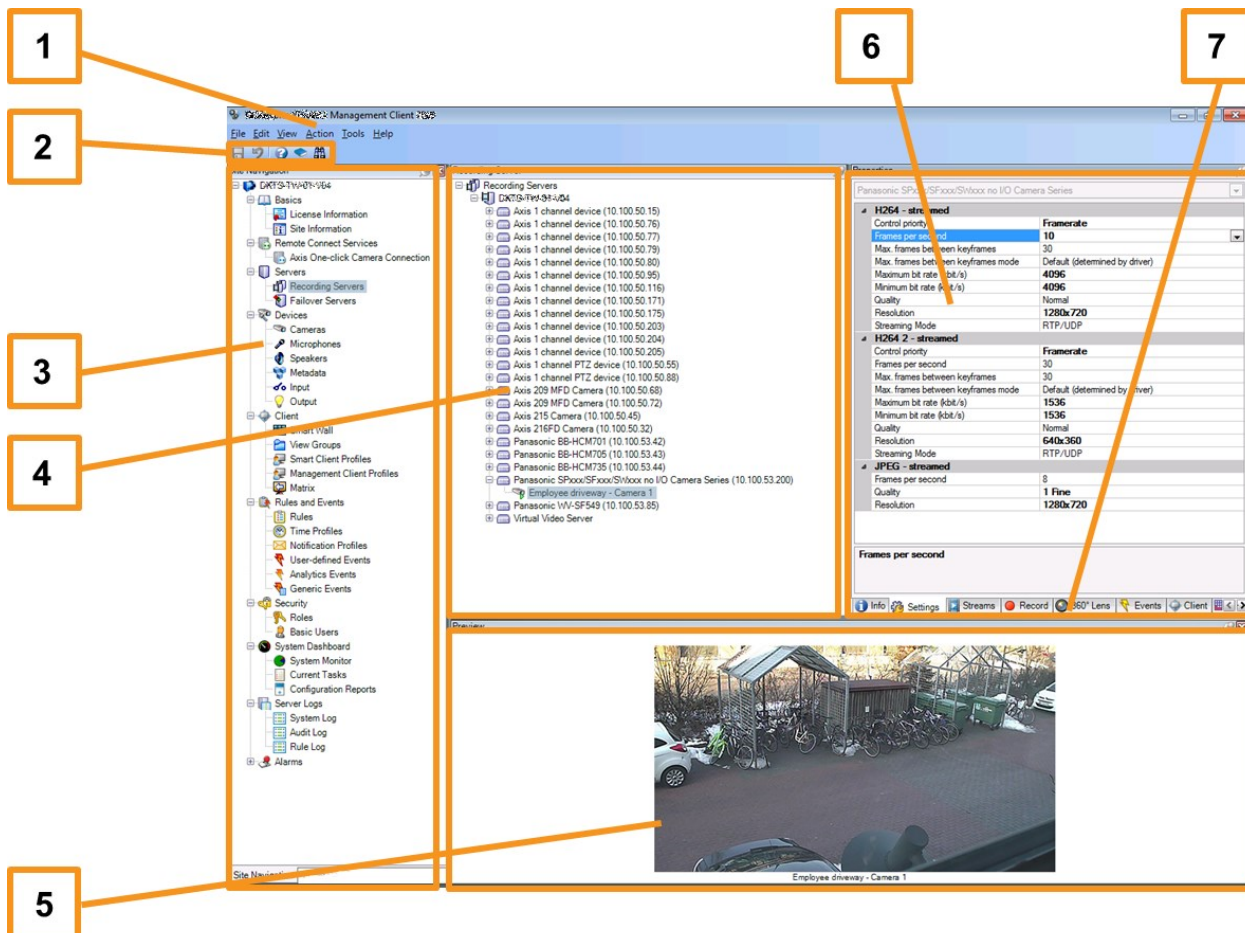 1
6
7
2
3
4
5
Management Client
File Edit View Action Tools Help
Basics
License Information
Site Information
Remote Connect Services
Axis One-click Camera Connection
Servers
Recording Servers
Failover Servers
Devices
Cameras
Microphones
Speakers
Metadata
Input
Output
Client
Smart Wall
View Groups
Smart Client Profiles
Management Client Profiles
Matrix
Rules and Events
Rules
Time Profiles
Notification Profiles
User-defined Events
Analytics Events
Generic Events
Security
Roles
Basic Users
System Dashboard
System Monitor
Current Tasks
Configuration Reports
Server Logs
System Log
Audit Log
Rule Log
Alarms
Site Navigation
Recording Servers
Axis 1 channel device (10.100.50.15)
Axis 1 channel device (10.100.50.76)
Axis 1 channel device (10.100.50.77)
Axis 1 channel device (10.100.50.79)
Axis 1 channel device (10.100.50.80)
Axis 1 channel device (10.100.50.95)
Axis 1 channel device (10.100.50.116)
Axis 1 channel device (10.100.50.171)
Axis 1 channel device (10.100.50.175)
Axis 1 channel device (10.100.50.203)
Axis 1 channel device (10.100.50.204)
Axis 1 channel device (10.100.50.205)
Axis 1 channel PTZ device (10.100.50.55)
Axis 1 channel PTZ device (10.100.50.88)
Axis 209 MFD Camera (10.100.50.68)
Axis 209 MFD Camera (10.100.50.72)
Axis 215 Camera (10.100.50.45)
Axis 216FD Camera (10.100.50.32)
Panasonic BB-HCM701 (10.100.53.42)
Panasonic BB-HCM705 (10.100.53.43)
Panasonic BB-HCM735 (10.100.53.44)
Panasonic SPxxx/SFxxx/SWxxx no I/O Camera Series (10.100.53.200)
Employee driveway - Camera 1
Panasonic WV-SF549 (10.100.53.85)
Virtual Video Server
Panasonic SPxxx/SFxxx/SWxxx no I/O Camera Series
H264 - streamed
Control priority Framerate
Frames per second 10
Max. frames between keyframes 30
Max. frames between keyframes mode Default (determined by driver)
Maximum bit rate (kbit/s) 4096
Minimum bit rate (kbit/s) 4096
Quality Normal
Resolution 1280x720
Streaming Mode RTP/UDP
H264 2 - streamed
Control priority Framerate
Frames per second 30
Max. frames between keyframes 30
Max. frames between keyframes mode Default (determined by driver)
Maximum bit rate (kbit/s) 1536
Minimum bit rate (kbit/s) 1536
Quality Normal
Resolution 640x360
Streaming Mode RTP/UDP
JPEG - streamed
Frames per second 8
Quality 1 Fine
Resolution 1280x720
Frames per second
Info Settings Streams Record 360° Lens Events Client
Preview
Employee driveway - Camera 1